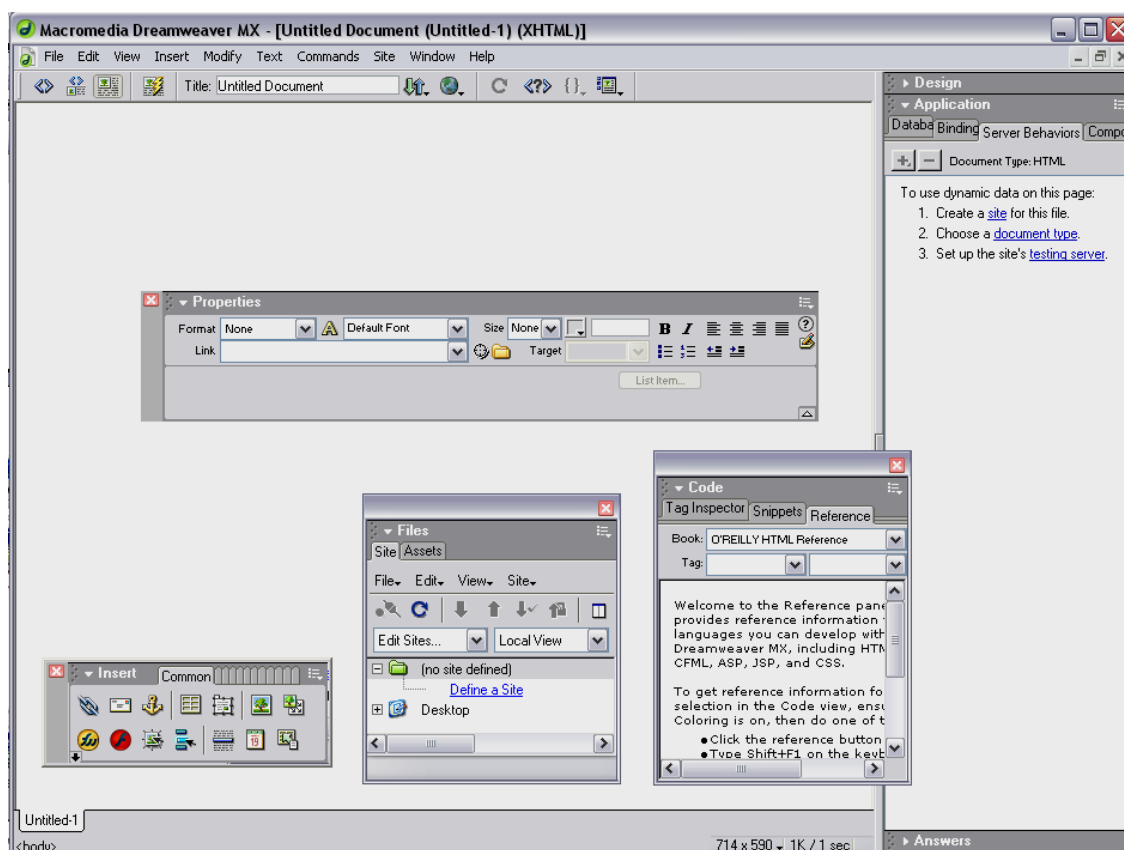 Macromedia Dreamweaver MX - [Untitled Document (Untitled-1) (XHTML)]
File Edit View Insert Modify Text Commands Site Window Help
Title: Untitled Document
Design
Application
Databa Binding Server Behaviors Compo
Document Type: HTML
To use dynamic data on this page:
1. Create a site for this file.
2. Choose a document type.
3. Set up the site's testing server.
Properties
Format None Default Font Size None B I
Link Target
List Item...
Code
Tag Inspector Snippets Reference
Book: O'REILLY HTML Reference
Tag:
Welcome to the Reference pane
provides reference information
languages you can develop with
Dreamweaver MX, including HTM
CFML, ASP, JSP, and CSS.
To get reference information fo
selection in the Code view, ensu
Coloring is on, then do one of t
•Click the reference button
•Type Shift+F1 on the keyb
Files
Site Assets
File Edit View Site
Edit Sites... Local View
(no site defined)
Define a Site
Desktop
Insert Common
19
Untitled-1
<body>
714 x 590 1K / 1 sec
Answers